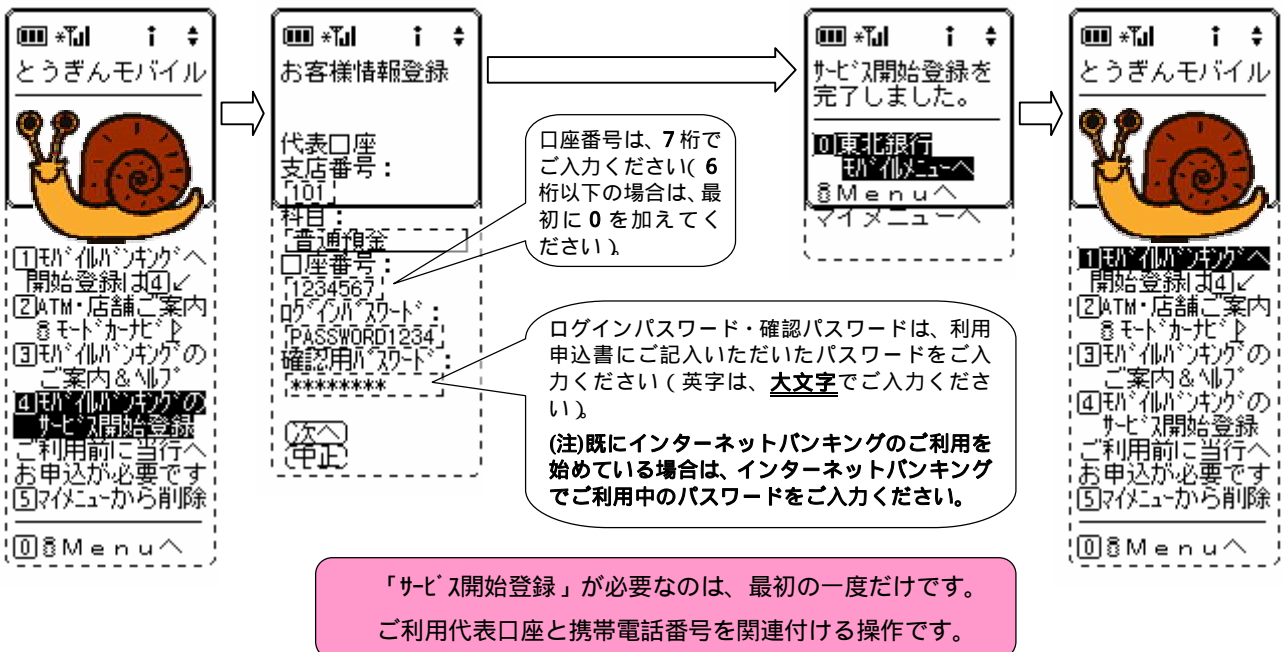 とうぎんモバイル
1モバイルバンキングへ
開始登録は4↙
2ATM・店舗ご案内
iモードカーナビ
3モバイルバンキングの
ご案内&ヘルプ
4モバイルバンキングの
サービス開始登録
ご利用前に当行へ
お申込が必要です
5マイメニューから削除
0iMenuへ
お客様情報登録
代表口座
支店番号:
「101」
科目:
普通預金
口座番号:
「1234567」
ログインパスワード:
「PASSWORD1234」
確認用パスワード:
「********」
次へ
中止
口座番号は、7桁で
ご入力ください(6
桁以下の場合は、最
初に0を加えてく
ださい)。
ログインパスワード・確認パスワードは、利用
申込書にご記入いただいたパスワードをご入
力ください(英字は、大文字でご入力くださ
い)。
(注)既にインターネットバンキングのご利用を
始めている場合は、インターネットバンキング
でご利用中のパスワードをご入力ください。
サービス開始登録を
完了しました。
0東北銀行
モバイルメニューへ
iMenuへ
マイメニューへ
とうぎんモバイル
1モバイルバンキングへ
開始登録は4↙
2ATM・店舗ご案内
iモードカーナビ
3モバイルバンキングの
ご案内&ヘルプ
4モバイルバンキングの
サービス開始登録
ご利用前に当行へ
お申込が必要です
5マイメニューから削除
0iMenuへ
「サービス開始登録」が必要なのは、最初の一度だけです。
ご利用代表口座と携帯電話番号を関連付ける操作です。